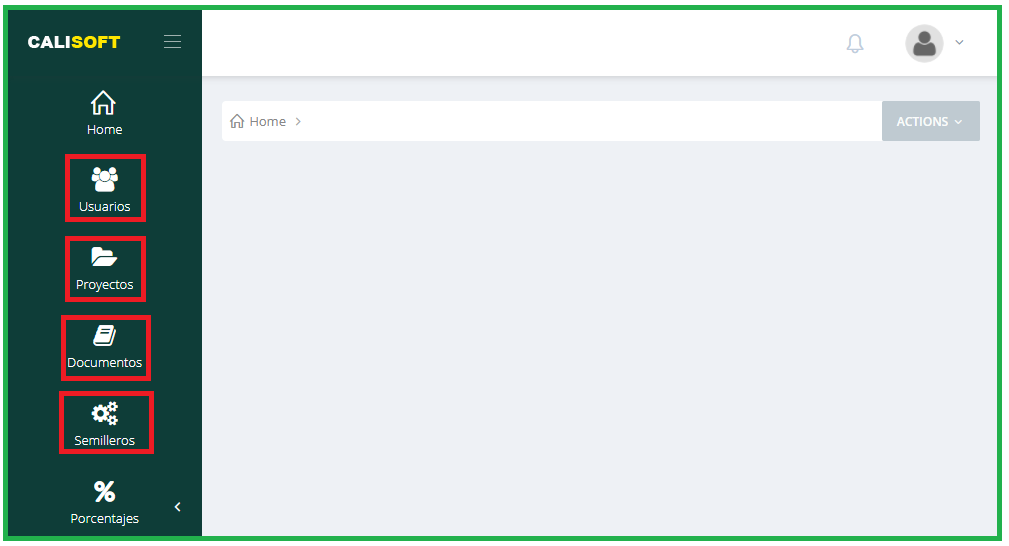 CALISOFT
Home
Usuarios
Proyectos
Documentos
Semilleros
% 
Porcentajes
Home
ACTIONS